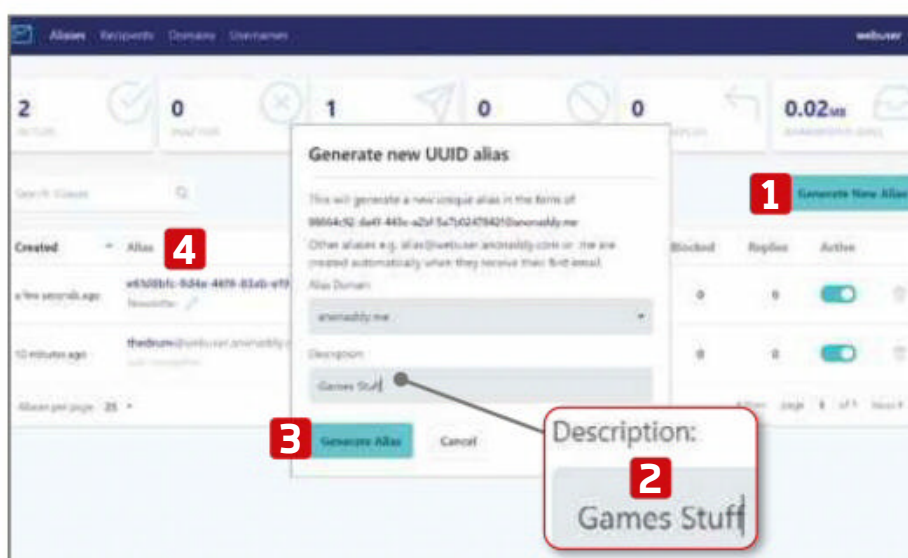 Aliases Recipients Domains Usernames webuser
2 0 1 0 0 0.02MB
Generate new UUID alias
This will generate a new unique alias in the form of
Other aliases e.g. alias@webuser.anonaddy.com or .me are
created automatically when they receive their first email.
Search Aliases
1 Generate New Alias
Created Alias 4 Alias Domain Blocked Replies Active
a few seconds ago
Newsletter
anonaddy.me
0 0
10 minutes ago
Description:
0 0
Games Stuff
Aliases per page 25 page 1 of 1
3 Generate Alias Cancel
Description:
2
Games Stuff